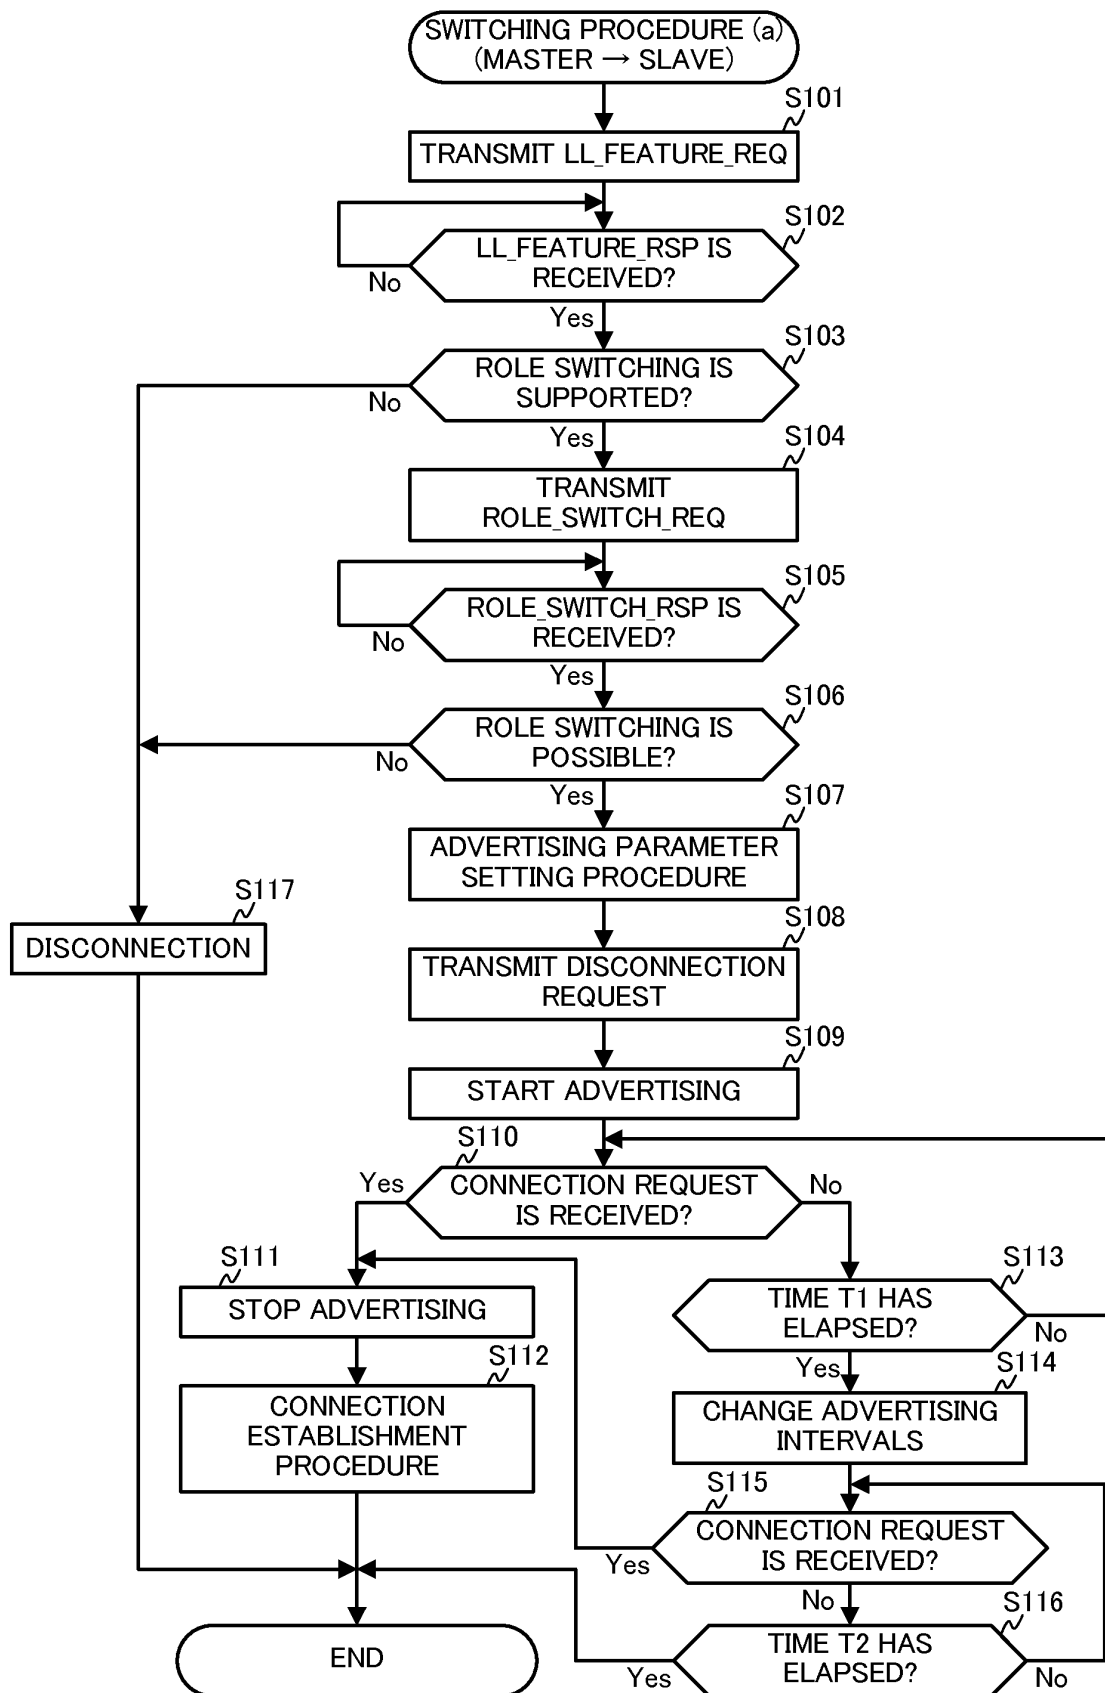 SWITCHING PROCEDURE (a)
(MASTER → SLAVE)
S101
TRANSMIT LL_FEATURE_REQ
S102
LL_FEATURE_RSP IS
RECEIVED?
No
Yes
S103
ROLE SWITCHING IS
SUPPORTED?
No
Yes
S104
TRANSMIT
ROLE_SWITCH_REQ
S105
ROLE_SWITCH_RSP IS
RECEIVED?
No
Yes
S106
ROLE SWITCHING IS
POSSIBLE?
No
Yes
S107
ADVERTISING PARAMETER
SETTING PROCEDURE
S117
DISCONNECTION
S108
TRANSMIT DISCONNECTION
REQUEST
S109
START ADVERTISING
S110
CONNECTION REQUEST
IS RECEIVED?
Yes
No
S111
STOP ADVERTISING
S112
CONNECTION
ESTABLISHMENT
PROCEDURE
S113
TIME T1 HAS
ELAPSED?
No
Yes
S114
CHANGE ADVERTISING
INTERVALS
S115
CONNECTION REQUEST
IS RECEIVED?
Yes
No
S116
TIME T2 HAS
ELAPSED?
Yes
No
END